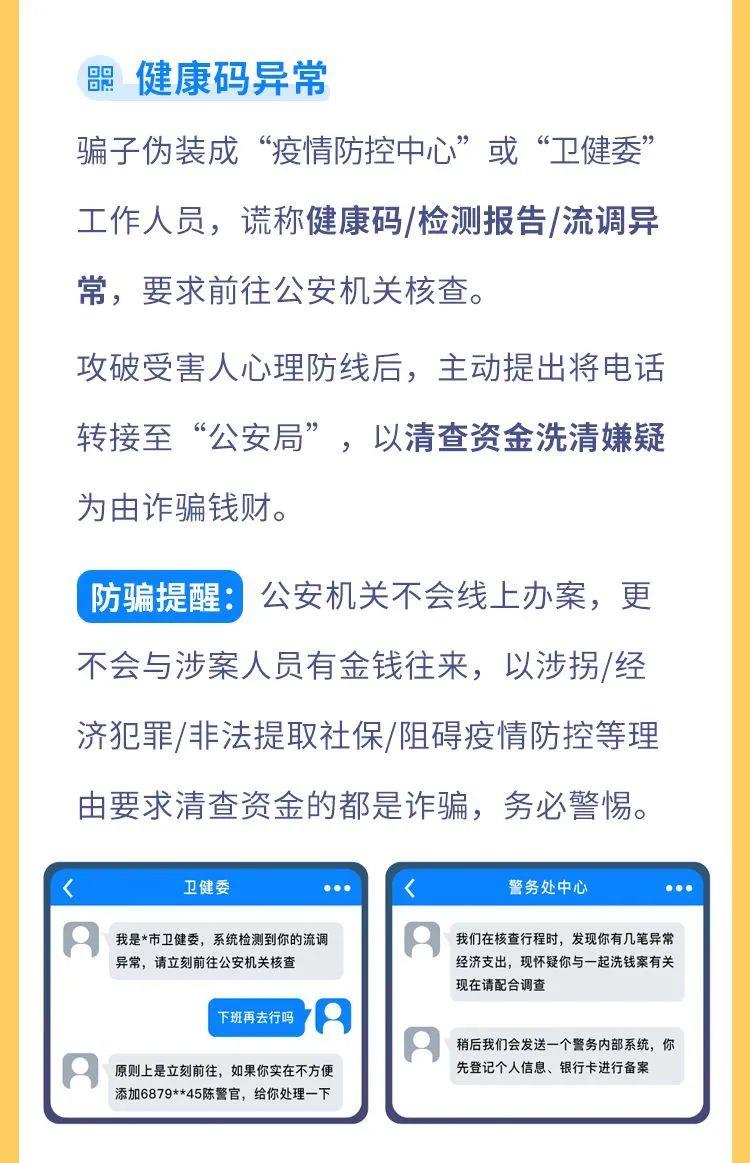 健康码异常
骗子伪装成“疫情防控中心”或“卫健委”
工作人员，谎称健康码/检测报告/流调异
常，要求前往公安机关核查。
攻破受害人心理防线后，主动提出将电话
转接至“公安局”，以清查资金洗清嫌疑
为由诈骗钱财。
防骗提醒：公安机关不会线上办案，更
不会与涉案人员有金钱往来，以涉拐/经
济犯罪/非法提取社保/阻碍疫情防控等理
由要求清查资金的都是诈骗，务必警惕。
卫健委
我是*市卫健委，系统检测到你的流调
异常，请立刻前往公安机关核查
下班再去行吗
原则上是立刻前往，如果你实在不方便
添加6879**45陈警官，给你处理一下
警务处中心
我们在核查行程时，发现你有几笔异常
经济支出，现怀疑你与一起洗钱案有关
现在请配合调查
稍后我们会发送一个警务内部系统，你
先登记个人信息、银行卡进行备案